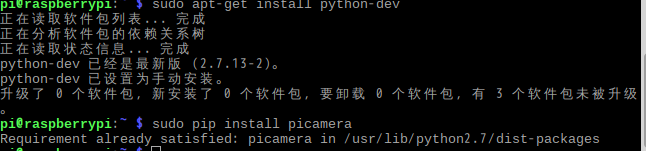 pi@raspberrypi:~ $ sudo apt-get install python-dev
正在读取软件包列表... 完成
正在分析软件包的依赖关系树
正在读取状态信息... 完成
python-dev 已经是最新版 (2.7.13-2)。
python-dev 已设置为手动安装。
升级了 0 个软件包，新安装了 0 个软件包，要卸载 0 个软件包，有 3 个软件包未被升级
。
pi@raspberrypi:~ $ sudo pip install picamera
Requirement already satisfied: picamera in /usr/lib/python2.7/dist-packages
pi@raspberrypi:~ $